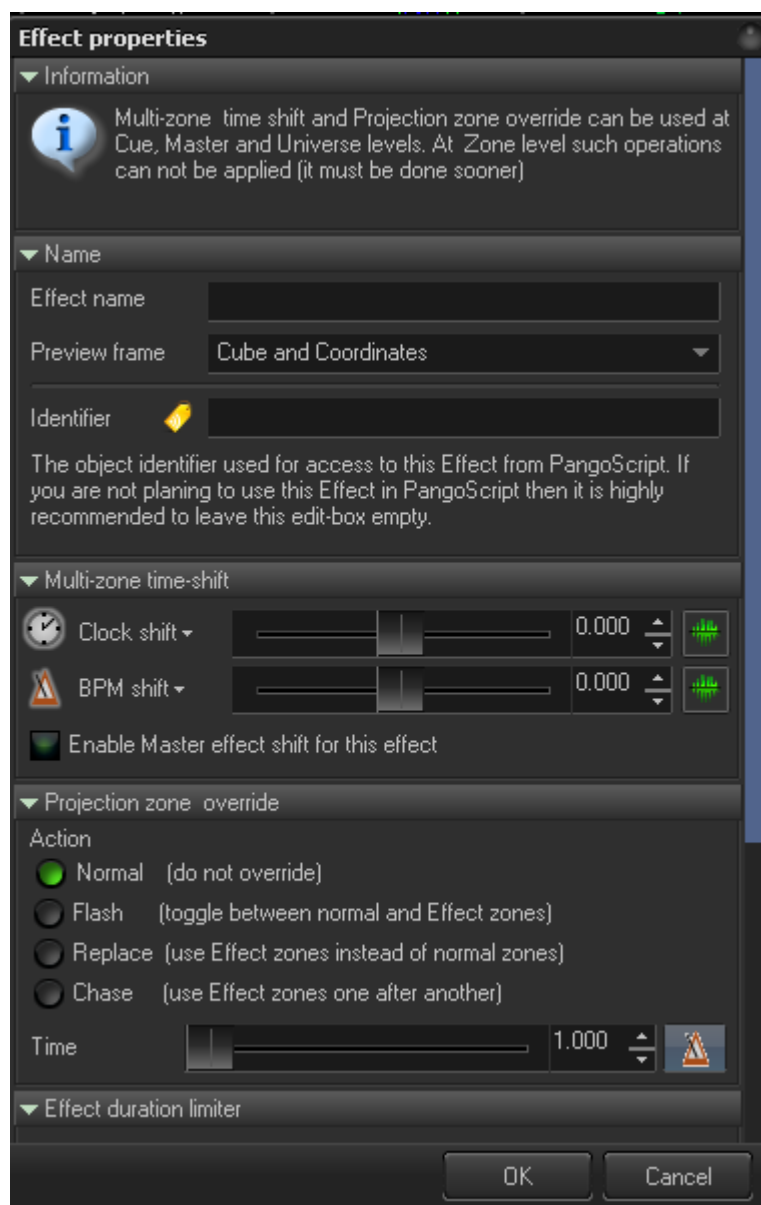 Effect properties
Information
Multi-zone time shift and Projection zone override can be used at
Cue, Master and Universe levels. At Zone level such operations
can not be applied (it must be done sooner)
Name
Effect name
Preview frame Cube and Coordinates
Identifier
The object identifier used for access to this Effect from PangoScript. If
you are not planing to use this Effect in PangoScript then it is highly
recommended to leave this edit-box empty.
Multi-zone time-shift
Clock shift 0.000
BPM shift 0.000
Enable Master effect shift for this effect
Projection zone override
Action
Normal (do not override)
Flash (toggle between normal and Effect zones)
Replace (use Effect zones instead of normal zones)
Chase (use Effect zones one after another)
Time 1.000
Effect duration limiter
OK Cancel